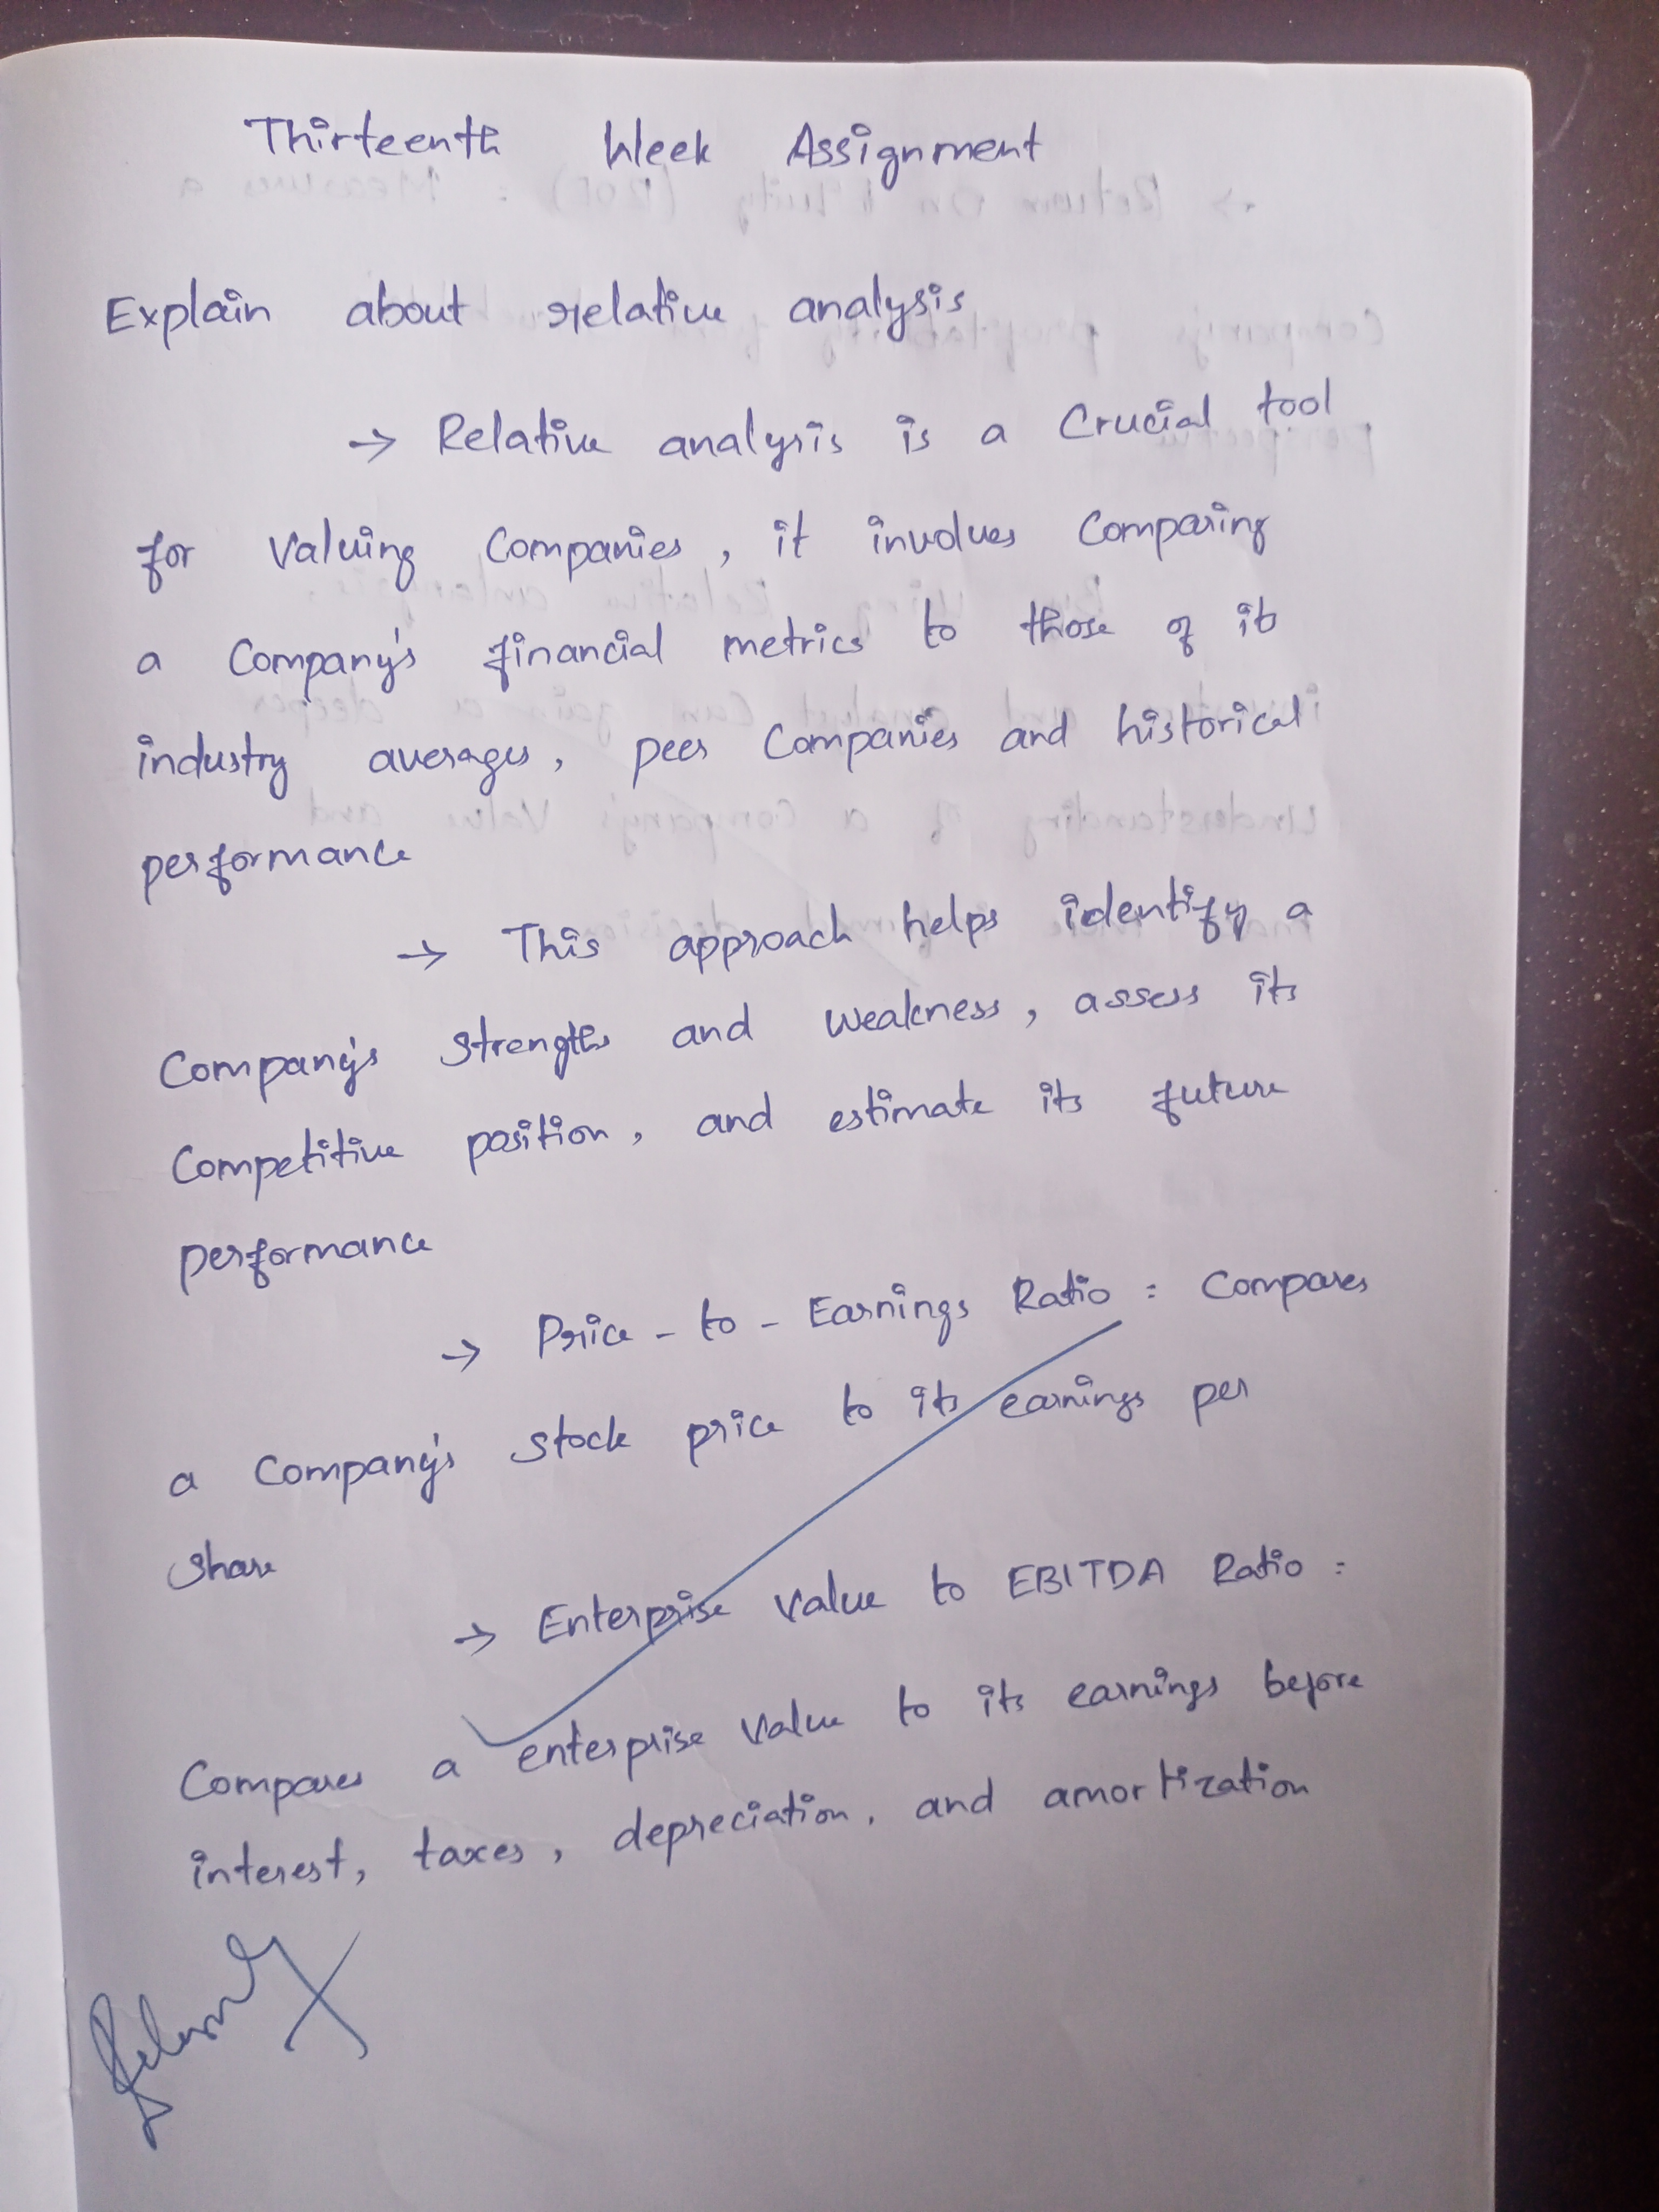 Thirteenth Week Assignment
Explain about relative analysis
→ Relative analysis is a Crucial tool
for Valuing Companies, it involves Comparing
a Company's financial metrics to those of its
industry averages, peer Companies and historical
performance
→ This approach helps identify a
Company's strengths and weakness, assess its
Competitive position, and estimate its future
performance
→ Price-to-Earnings Ratio: Compares
a Company's stock price to its earnings per
share
→ Enterprise Value to EBITDA Ratio:
Compares a enterprise value to its earnings before
interest, taxes, depreciation, and amortization